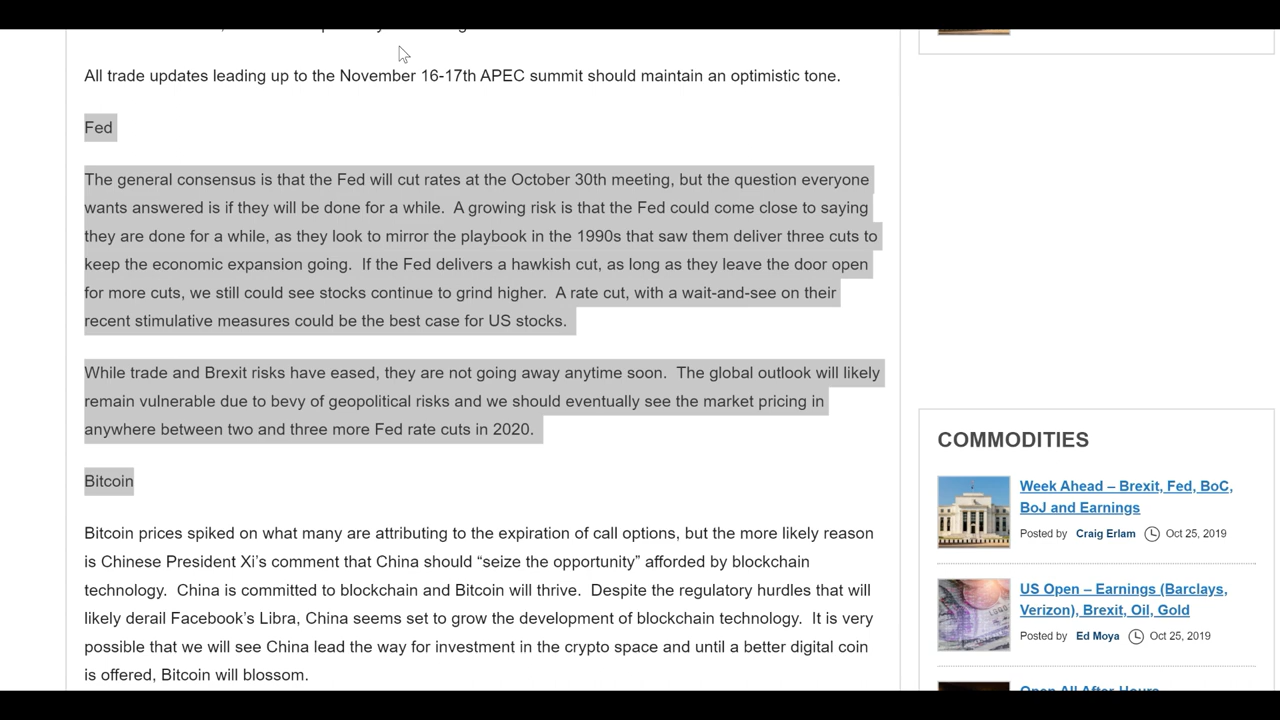 All trade updates leading up to the November 16-17th APEC summit should maintain an optimistic tone.
Fed
The general consensus is that the Fed will cut rates at the October 30th meeting, but the question everyone
wants answered is if they will be done for a while.  A growing risk is that the Fed could come close to saying
they are done for a while, as they look to mirror the playbook in the 1990s that saw them deliver three cuts to
keep the economic expansion going.  If the Fed delivers a hawkish cut, as long as they leave the door open
for more cuts, we still could see stocks continue to grind higher.  A rate cut, with a wait-and-see on their
recent stimulative measures could be the best case for US stocks.
While trade and Brexit risks have eased, they are not going away anytime soon.  The global outlook will likely
remain vulnerable due to bevy of geopolitical risks and we should eventually see the market pricing in
anywhere between two and three more Fed rate cuts in 2020.
Bitcoin
Bitcoin prices spiked on what many are attributing to the expiration of call options, but the more likely reason
is Chinese President Xi's comment that China should “seize the opportunity” afforded by blockchain
technology.  China is committed to blockchain and Bitcoin will thrive.  Despite the regulatory hurdles that will
likely derail Facebook's Libra, China seems set to grow the development of blockchain technology.  It is very
possible that we will see China lead the way for investment in the crypto space and until a better digital coin
is offered, Bitcoin will blossom.
COMMODITIES
Week Ahead – Brexit, Fed, BoC,
BoJ and Earnings
Posted by Craig Erlam Oct 25, 2019
US Open – Earnings (Barclays,
Verizon), Brexit, Oil, Gold
Posted by Ed Moya Oct 25, 2019
Open All After-Hours